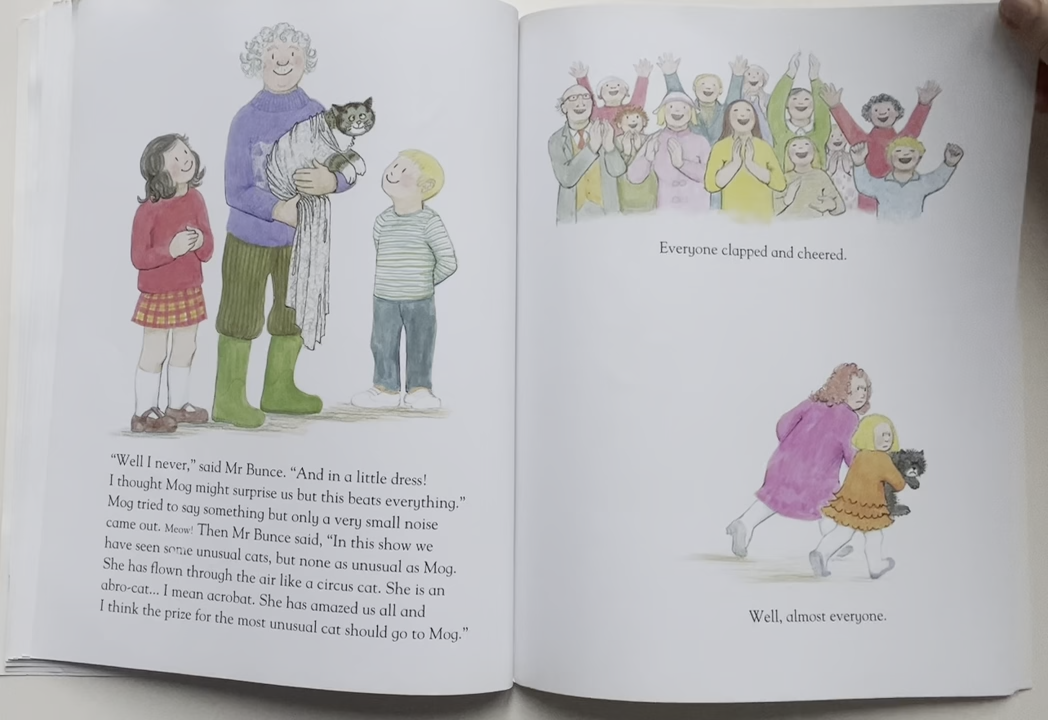 “Well I never,” said Mr Bunce. “And in a little dress!
I thought Mog might surprise us but this beats everything.”
Mog tried to say something but only a very small noise
came out. Meow! Then Mr Bunce said, “In this show we
have seen some unusual cats, but none as unusual as Mog.
She has flown through the air like a circus cat. She is an
abro-cat... I mean acrobat. She has amazed us all and
I think the prize for the most unusual cat should go to Mog.”
Everyone clapped and cheered.
Well, almost everyone.